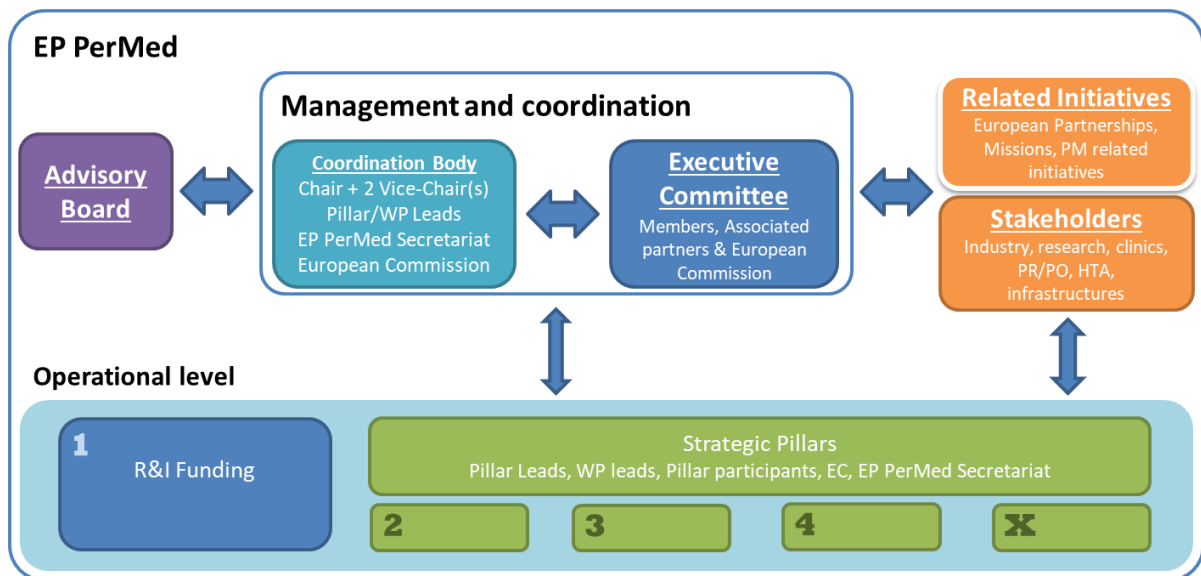 EP PerMed
Management and coordination
Advisory
Board
Coordination Body
Chair + 2 Vice-Chair(s)
Pillar/WP Leads
EP PerMed Secretariat
European Commission
Executive
Committee
Members, Associated
partners & European
Commission
Related Initiatives
European Partnerships,
Missions, PM related
initiatives
Stakeholders
Industry, research, clinics,
PR/PO, HTA,
infrastructures
Operational level
1
R&I Funding
Strategic Pillars
Pillar Leads, WP leads, Pillar participants, EC, EP PerMed Secretariat
2
3
4
X